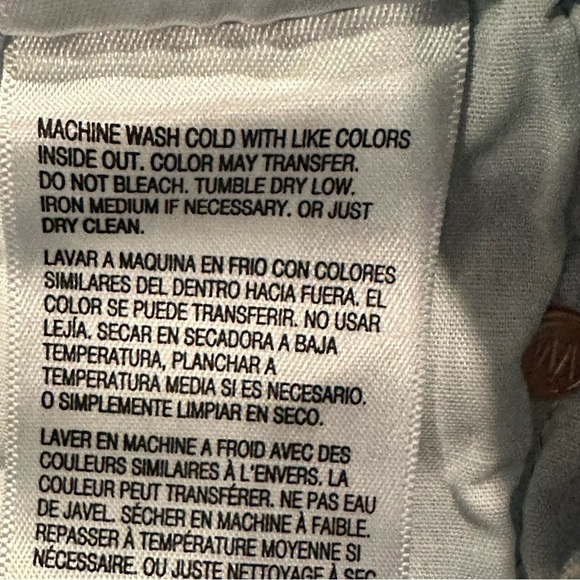 MACHINE WASH COLD WITH LIKE COLORS
INSIDE OUT. COLOR MAY TRANSFER.
DO NOT BLEACH. TUMBLE DRY LOW.
IRON MEDIUM IF NECESSARY. OR JUST
DRY CLEAN.
LAVAR A MAQUINA EN FRIO CON COLORES
SIMILARES DEL DENTRO HACIA FUERA. EL
COLOR SE PUEDE TRANSFERIR. NO USAR
LEJÍA. SECAR EN SECADORA A BAJA
TEMPERATURA, PLANCHAR A
TEMPERATURA MEDIA SI ES NECESARIO.
O SIMPLEMENTE LIMPIAR EN SECO.
LAVER EN MACHINE A FROID AVEC DES
COULEURS SIMILAIRES À L'ENVERS. LA
COULEUR PEUT TRANSFÉRER. NE PAS EAU
DE JAVEL. SÉCHER EN MACHINE À FAIBLE.
REPASSER À TEMPÉRATURE MOYENNE SI
NÉCESSAIRE. OU JUSTE NETTOYAGE À SEC